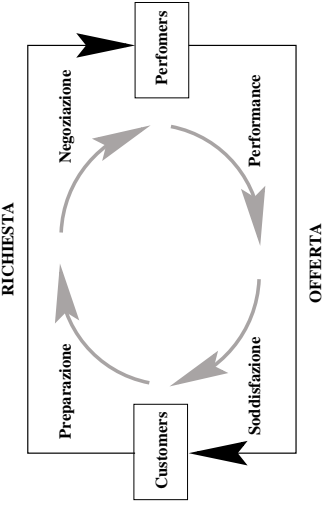 RICHIESTA
Preparazione
Negoziazione
Customers
Perfomers
Soddisfazione
Performance
OFFERTA